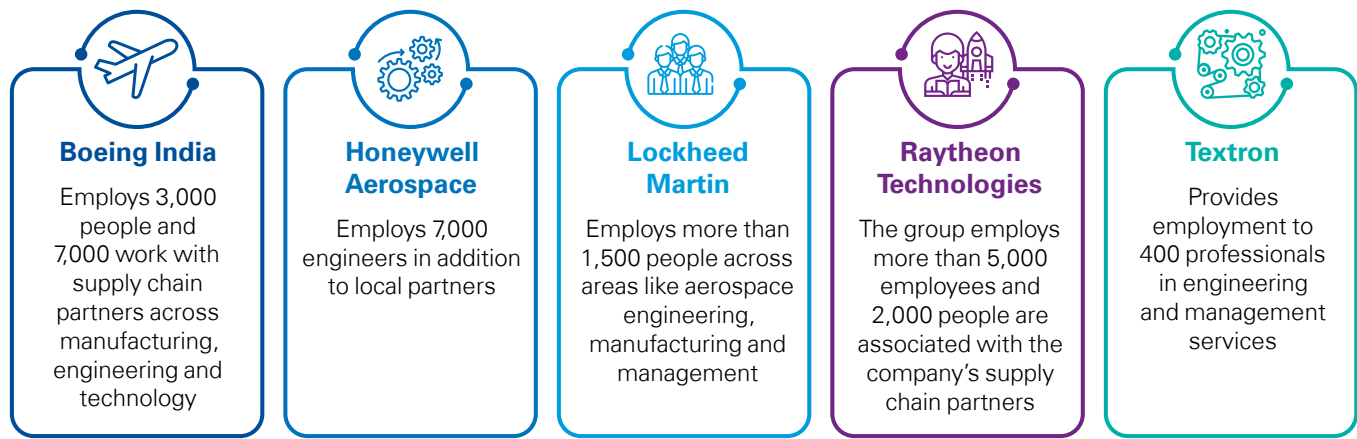 Boeing India
Employs 3,000
people and
7,000 work with
supply chain
partners across
manufacturing,
engineering and
technology
Honeywell
Aerospace
Employs 7,000
engineers in addition
to local partners
Lockheed
Martin
Employs more than
1,500 people across
areas like aerospace
engineering,
manufacturing and
management
Raytheon
Technologies
The group employs
more than 5,000
employees and
2,000 people are
associated with the
company’s supply
chain partners
Textron
Provides
employment to
400 professionals
in engineering
and management
services